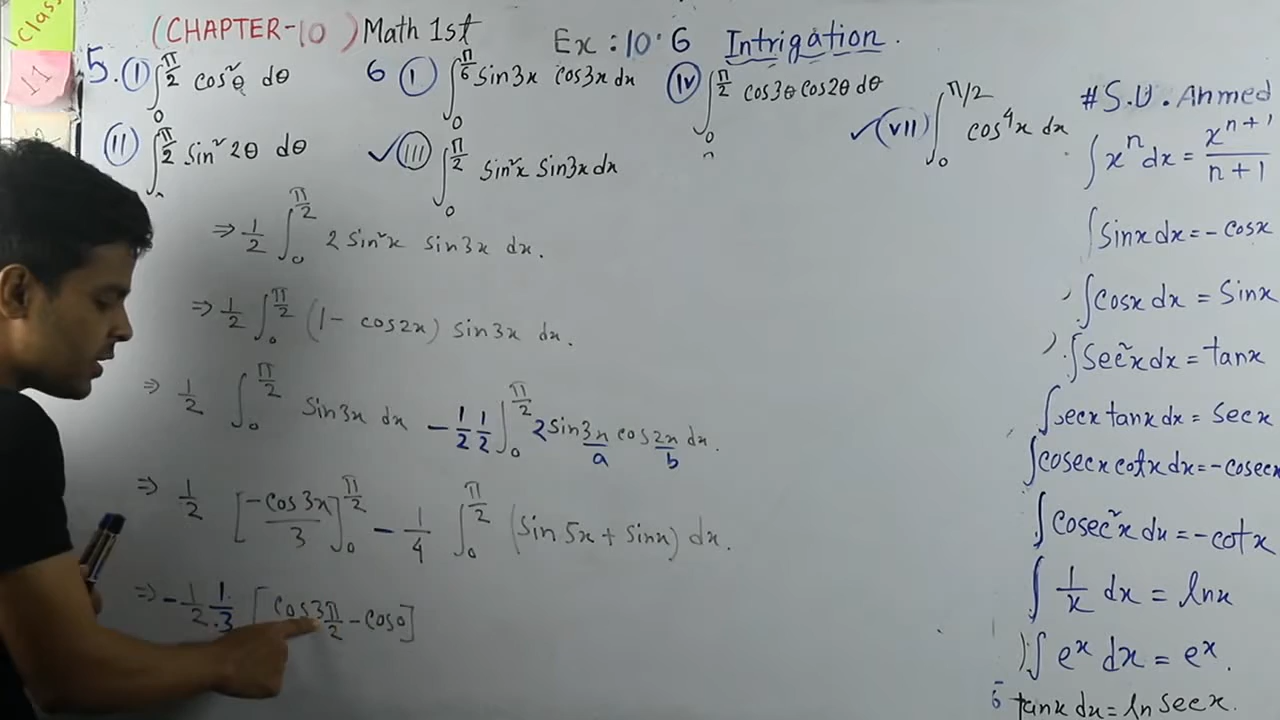 Class
11
(CHAPTER-10) Math 1st Ex : 10.6 Intrigation.
5. (I) ∫₀^{π/2} cos²θ dθ
6 (I) ∫₀^{π/6} sin3x cos3x dx
(IV) ∫₀^{π/2} cos3θ cos2θ dθ
✓(VII) ∫₀^{π/2} cos⁴x dx
(II) ∫^{π/2} sin²2θ dθ
✓(III) ∫₀^{π/2} sin²x sin3x dx
⇒ 1/2 ∫₀^{π/2} 2 sin²x sin3x dx.
⇒ 1/2 ∫₀^{π/2} (1 - cos2x) sin3x dx.
⇒ 1/2 ∫₀^{π/2} sin3x dx - 1/2 1/2 ∫₀^{π/2} 2 sin3x cos2x dx.
a b
⇒ 1/2 [-cos3x/3]₀^{π/2} - 1/4 ∫₀^{π/2} (sin5x + sinx) dx.
⇒ - 1/2 . 1/3 [cos3π/2 - cos0]
#S.U.Ahmed
∫xⁿ dx = x^{n+1}/n+1
∫sinx dx = -cosx
∫cosx dx = sinx
∫sec²x dx = tanx
∫secx tanx dx = secx
∫cosecx cotx dx = -cosecx
∫cosec²x dx = -cotx
∫ 1/x dx = lnx
∫ eˣ dx = eˣ.
tanx dx = ln secx.